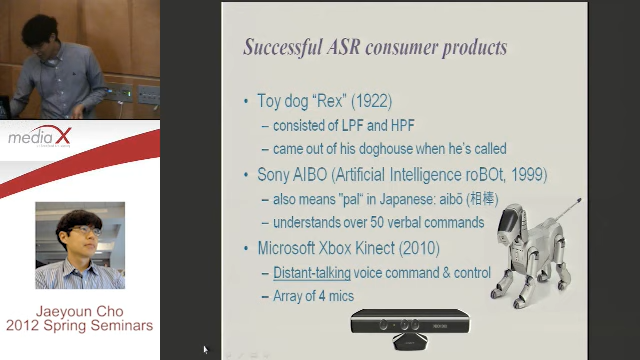 Successful ASR consumer products
• Toy dog “Rex” (1922)
– consisted of LPF and HPF
– came out of his doghouse when he’s called
• Sony AIBO (Artificial Intelligence roBOt, 1999)
– also means "pal“ in Japanese: aibō (相棒)
– understands over 50 verbal commands
• Microsoft Xbox Kinect (2010)
– Distant-talking voice command & control
– Array of 4 mics
mediaX
Jaeyoun Cho
2012 Spring Seminars